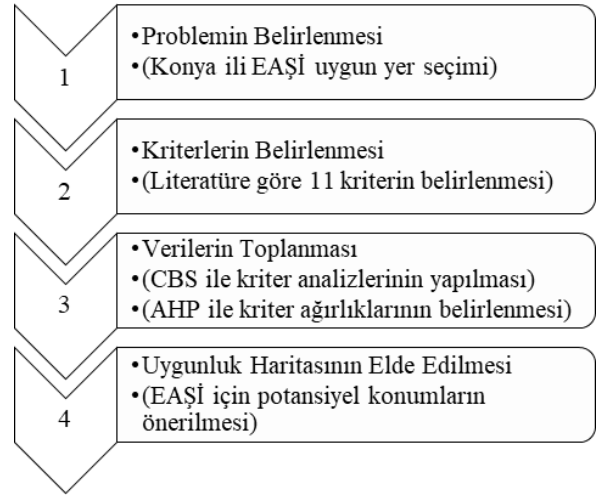 1
•Problemin Belirlenmesi
•(Konya ili EAŞİ uygun yer seçimi)
2
•Kriterlerin Belirlenmesi
•(Literatüre göre 11 kriterin belirlenmesi)
3
•Verilerin Toplanması
•(CBS ile kriter analizlerinin yapılması)
•(AHP ile kriter ağırlıklarının belirlenmesi)
4
•Uygunluk Haritasının Elde Edilmesi
•(EAŞİ için potansiyel konumların
önerilmesi)